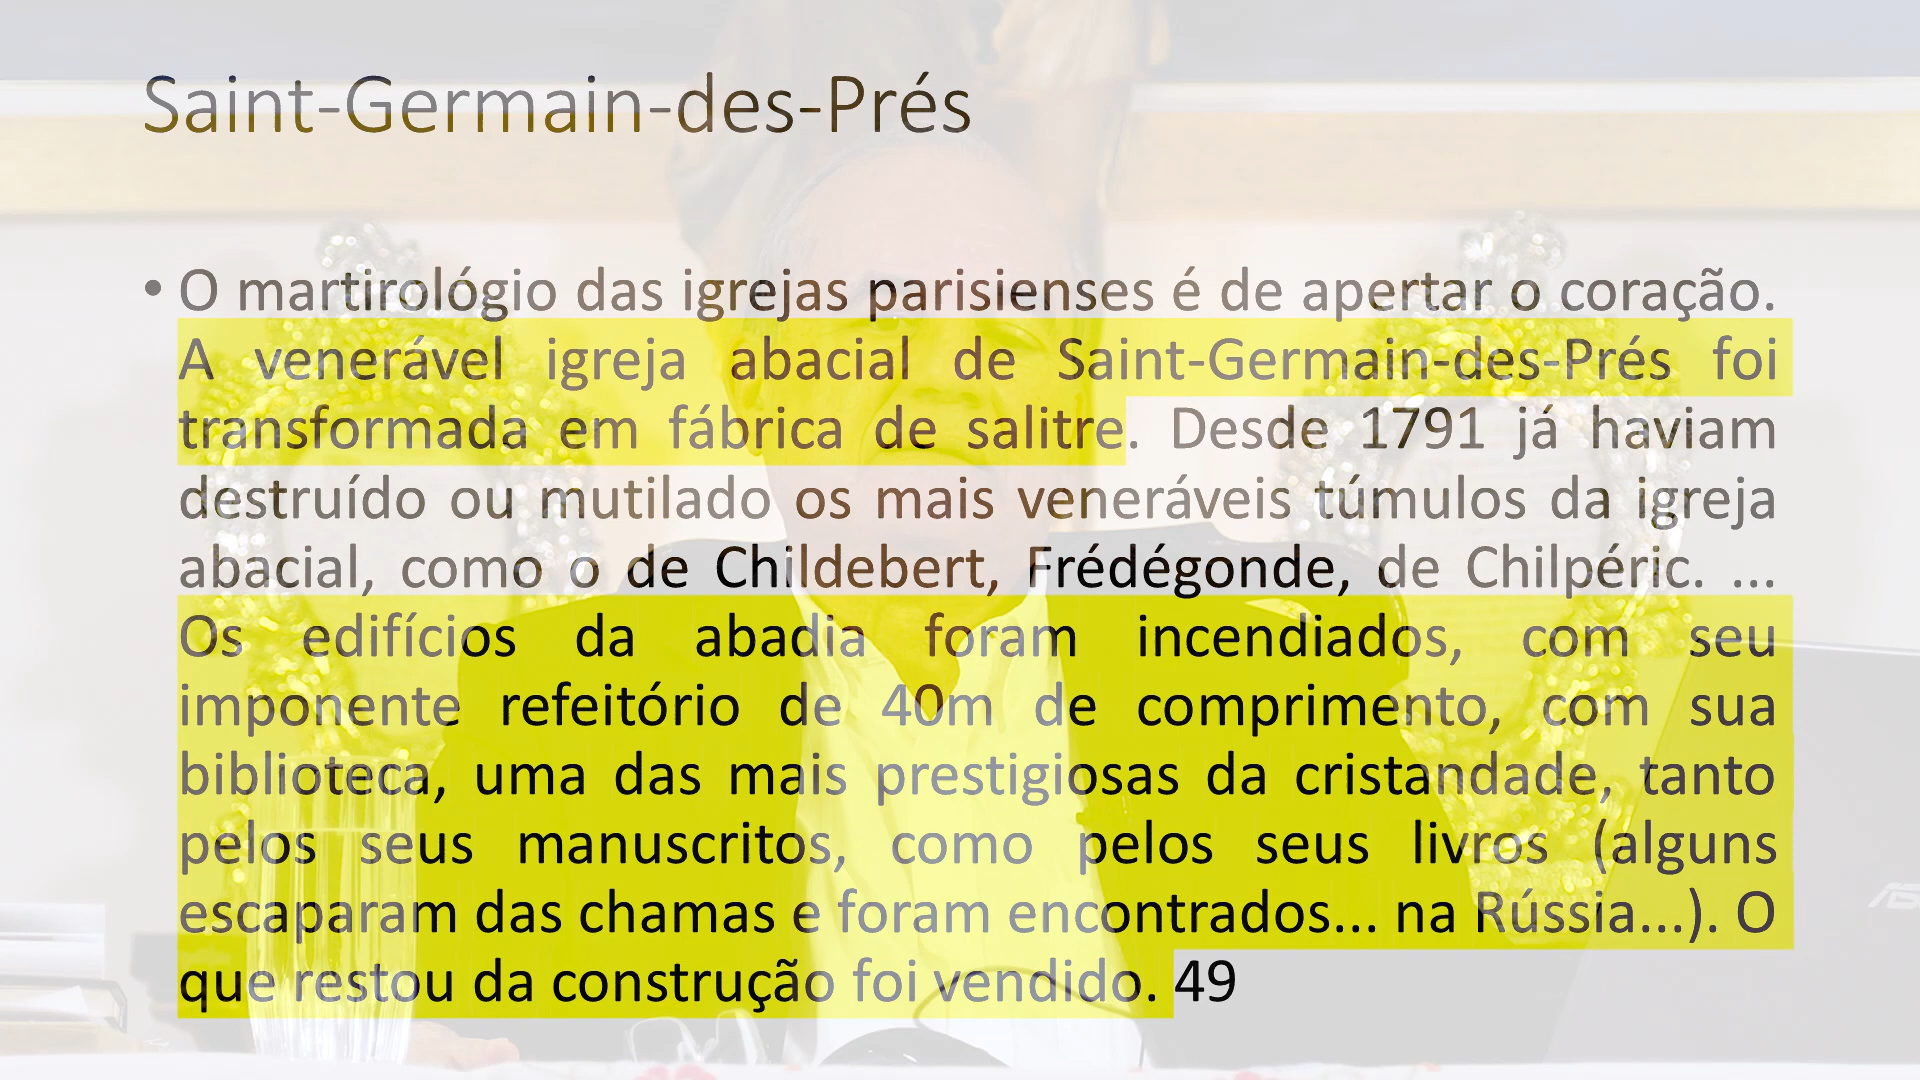 Saint-Germain-des-Prés
• O martirológio das igrejas parisienses é de apertar o coração.
A venerável igreja abacial de Saint-Germain-des-Prés foi
transformada em fábrica de salitre. Desde 1791 já haviam
destruído ou mutilado os mais veneráveis túmulos da igreja
abacial, como o de Childebert, Frédégonde, de Chilpéric. ...
Os edifícios da abadia foram incendiados, com seu
imponente refeitório de 40m de comprimento, com sua
biblioteca, uma das mais prestigiosas da cristandade, tanto
pelos seus manuscritos, como pelos seus livros (alguns
escaparam das chamas e foram encontrados... na Rússia...). O
que restou da construção foi vendido. 49